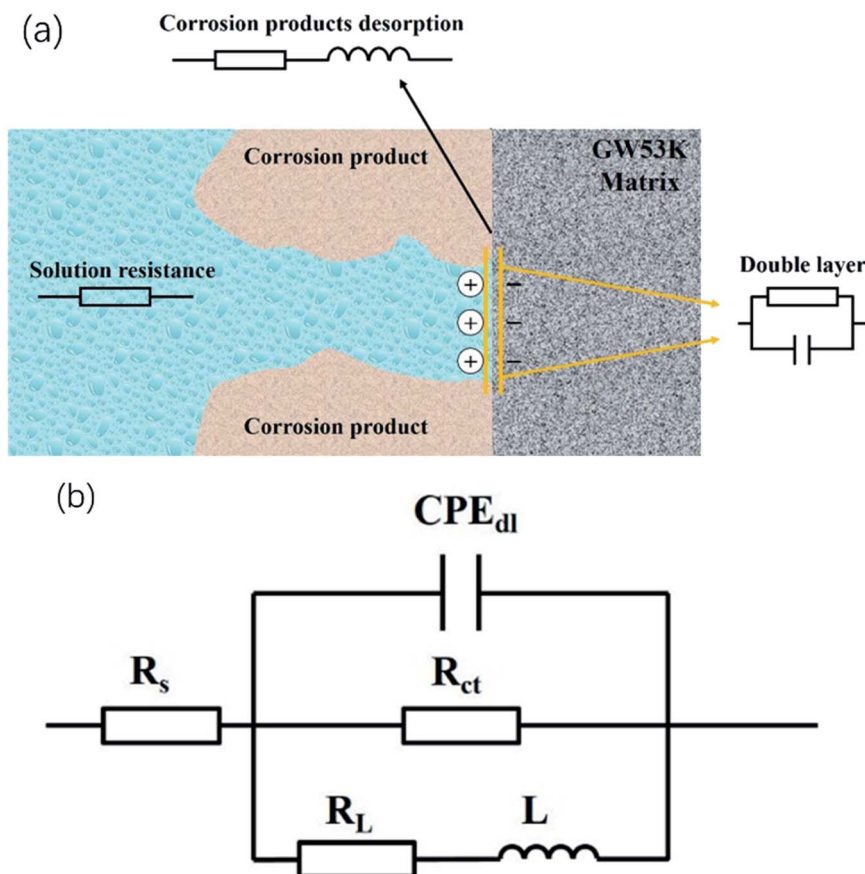 (a)
Corrosion products desorption
Corrosion product
GW53K
Matrix
Solution resistance
Double layer
+ −
+ −
+ −
Corrosion product
(b)
CPEdl
Rs
Rct
RL
L